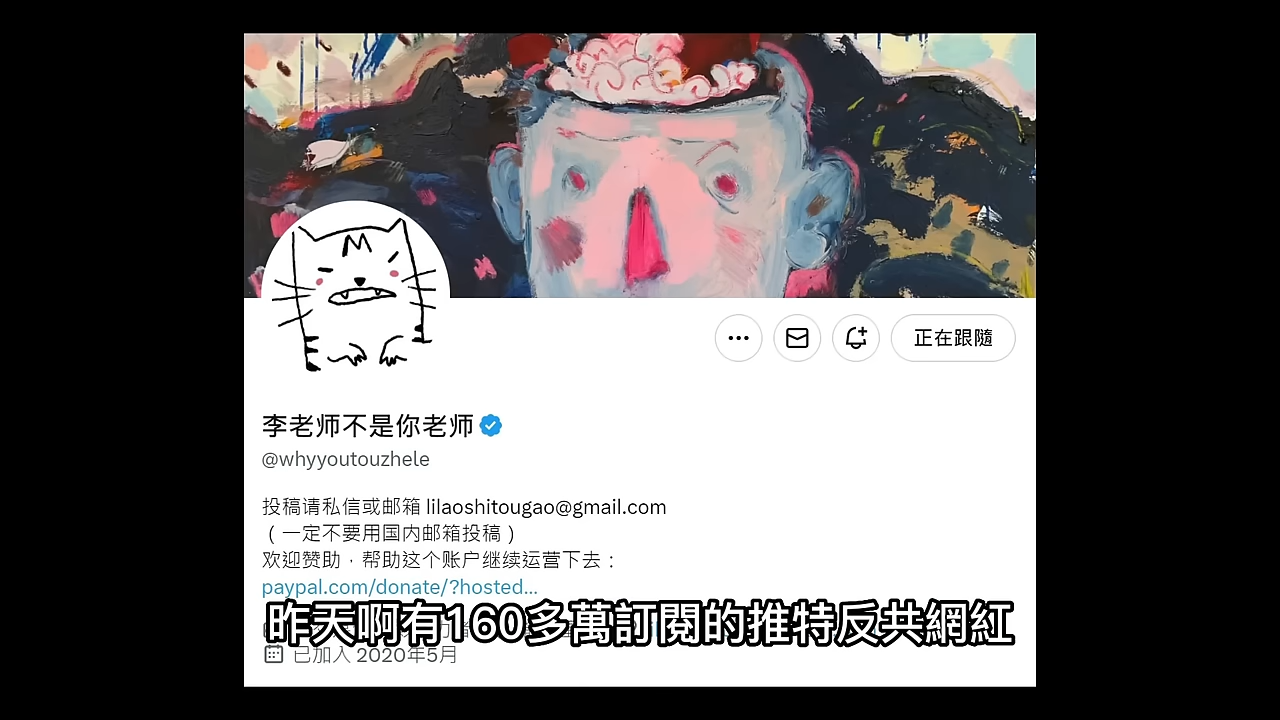 正在跟隨
李老师不是你老师
@whyyoutouzhele
投稿请私信或邮箱 lilaoshitougao@gmail.com
（一定不要用国内邮箱投稿）
欢迎赞助，帮助这个账户继续运营下去：
paypal.com/donate/?hosted...
昨天啊有160多萬訂閱的推特反共網紅
已加入 2020年5月